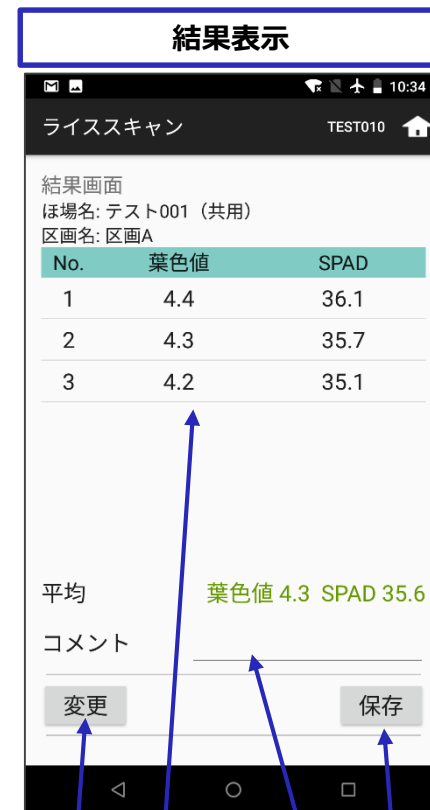 結果表示
10:34
ライススキャン TEST010
結果画面
ほ場名: テスト001（共用）
区画名: 区画A
No. 葉色値 SPAD
1 4.4 36.1
2 4.3 35.7
3 4.2 35.1
平均 葉色値 4.3 SPAD 35.6
コメント
変更 保存